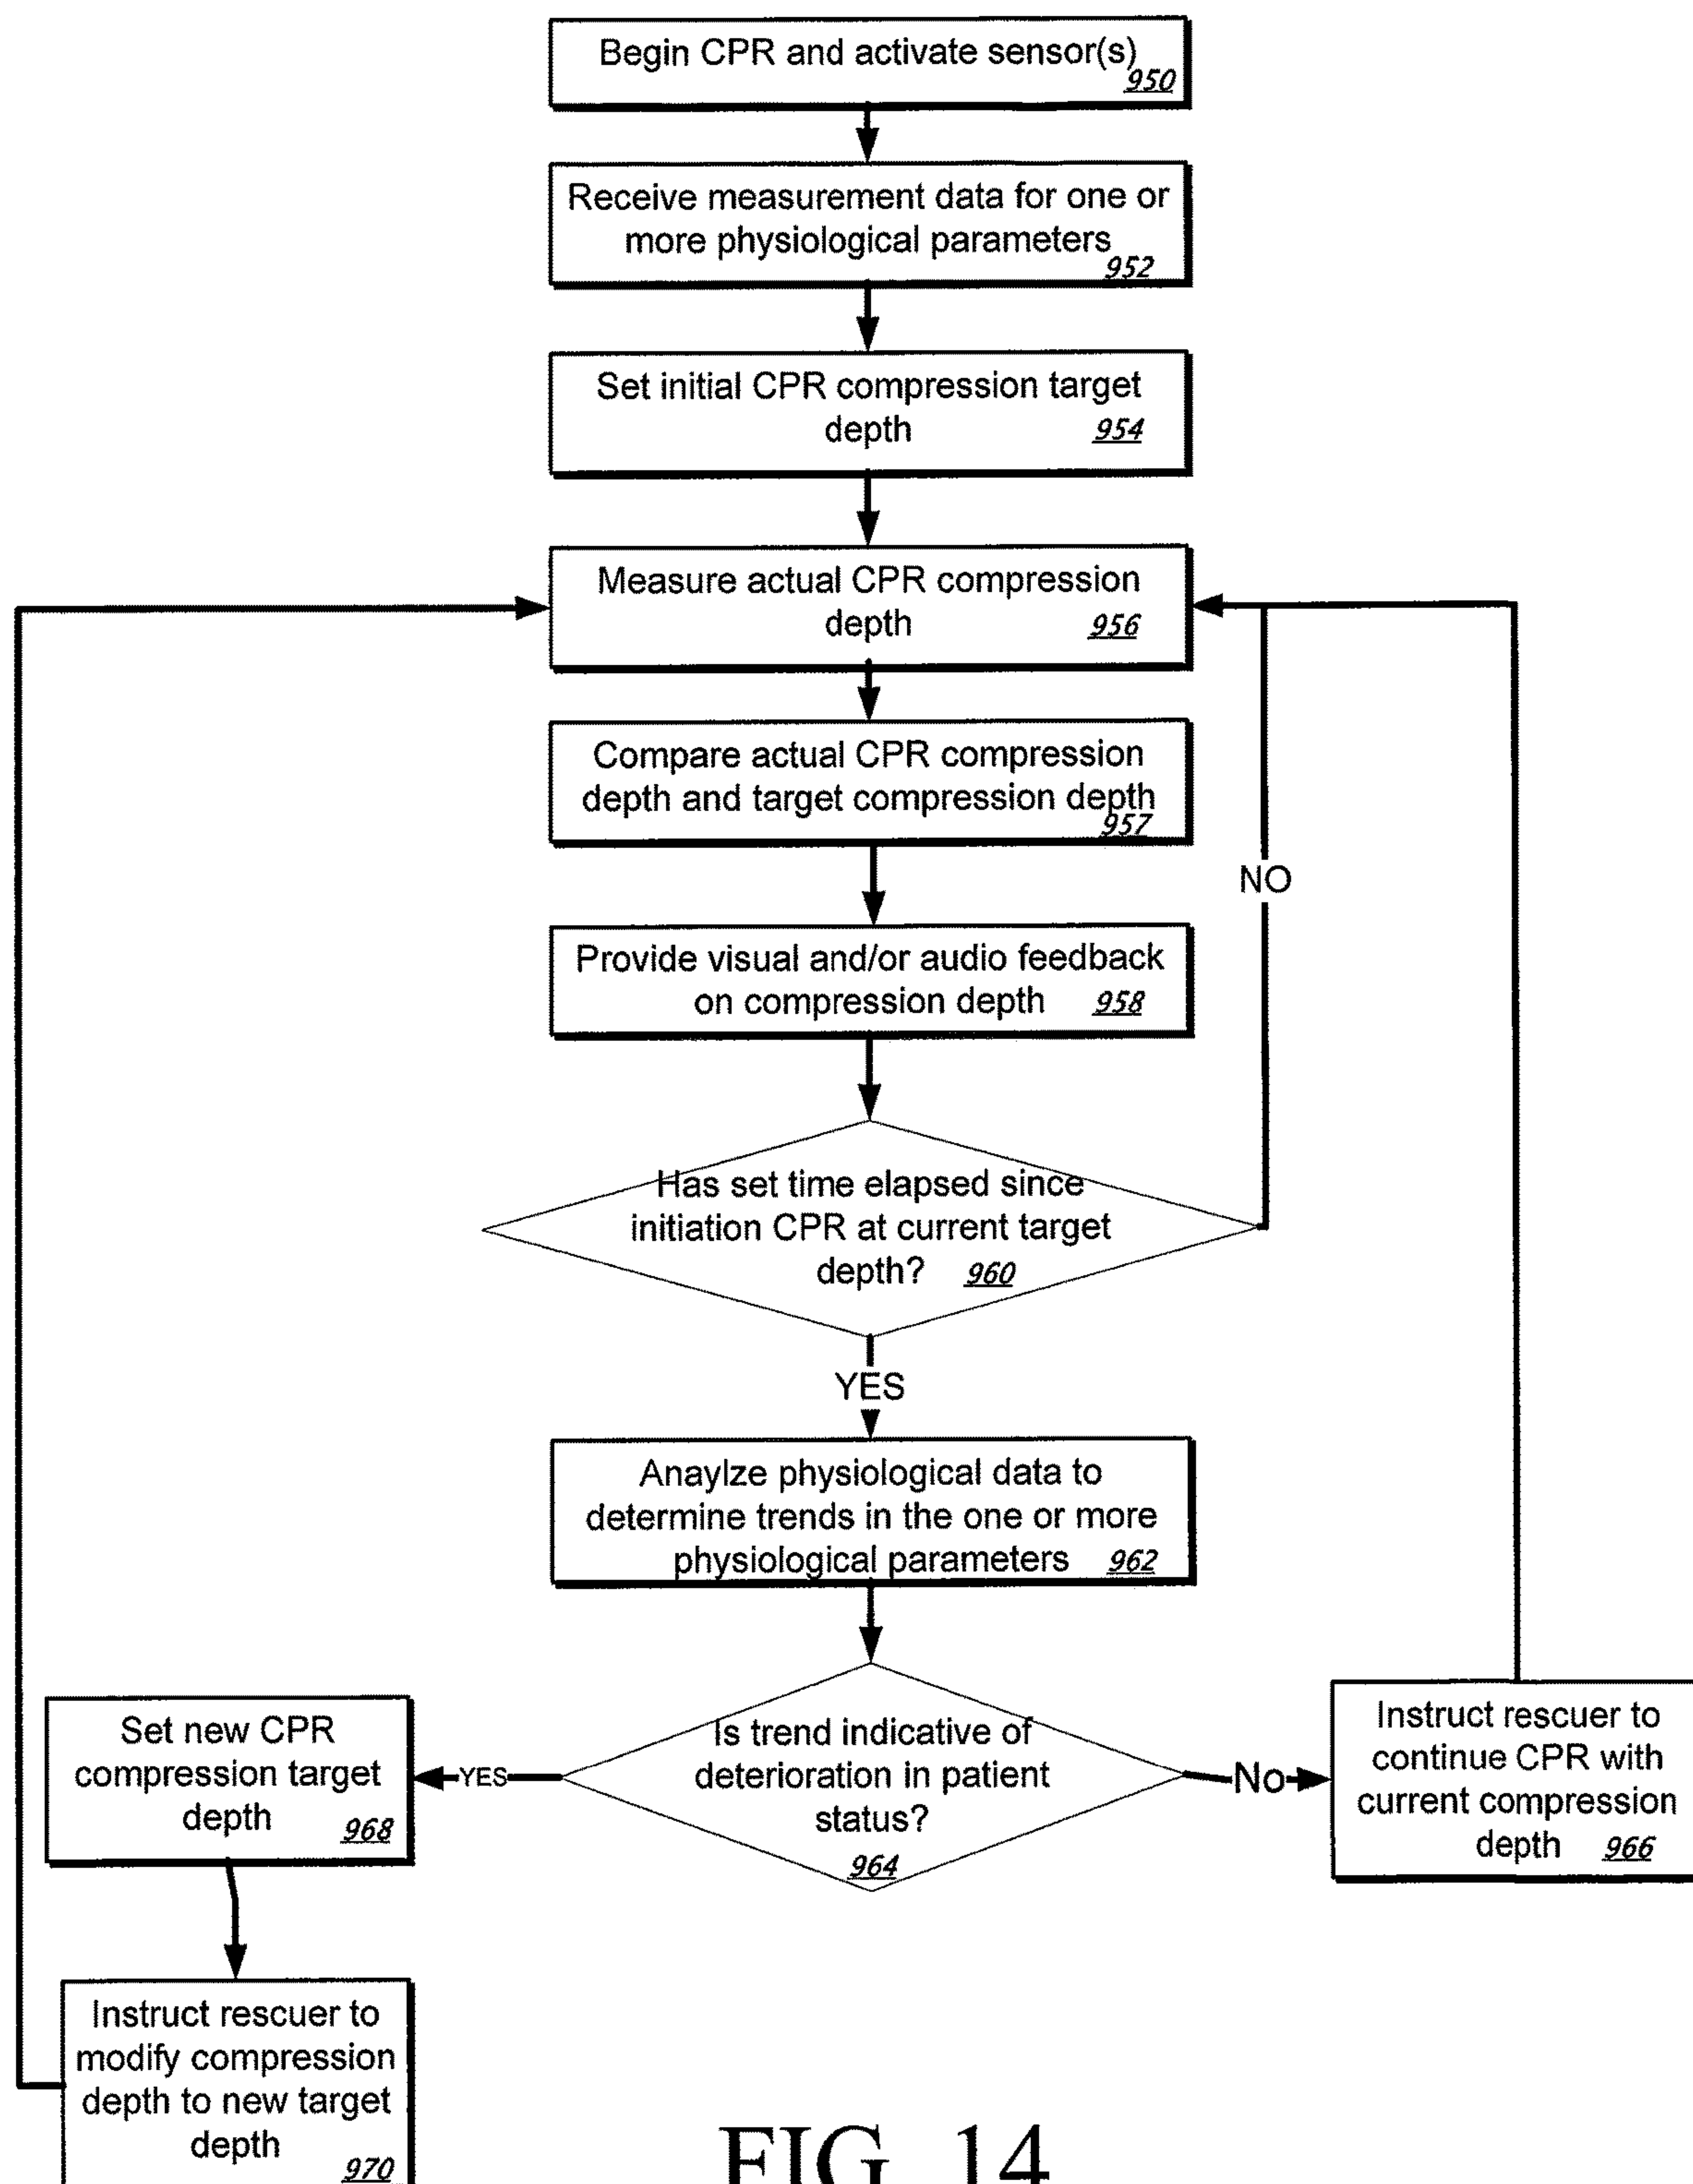 Begin CPR and activate sensor(s)
950
Receive measurement data for one or
more physiological parameters
952
Set initial CPR compression target
depth 954
Measure actual CPR compression
depth 956
Compare actual CPR compression
depth and target compression depth
957
NO
Provide visual and/or audio feedback
on compression depth 958
Has set time elapsed since
initiation CPR at current target
depth? 960
YES
Anaylze physiological data to
determine trends in the one or more
physiological parameters 962
Is trend indicative of
deterioration in patient
status?
964
YES
No
Set new CPR
compression target
depth 968
Instruct rescuer to
continue CPR with
current compression
depth 966
Instruct rescuer to
modify compression
depth to new target
depth
970
FIG. 14